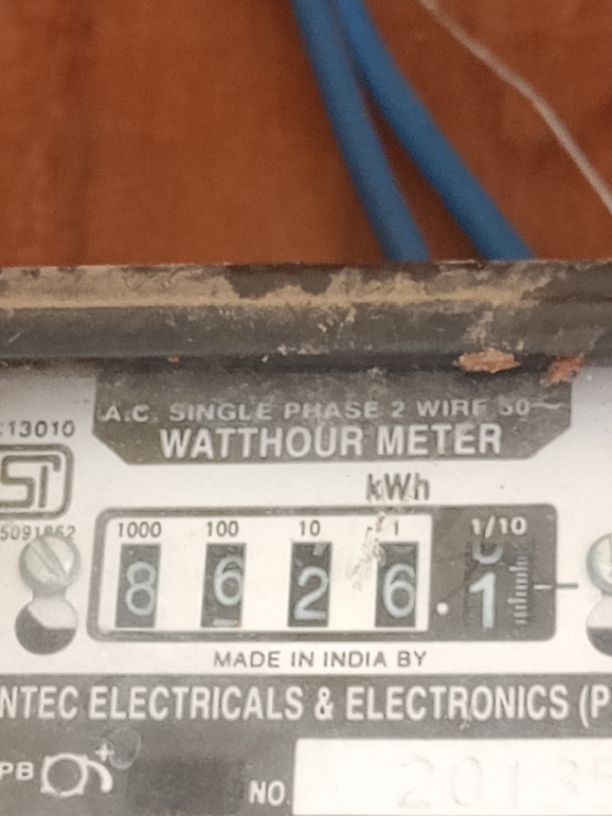 A.C. SINGLE PHASE 2 WIRE 50~
:13010
WATTHOUR METER
kWh
1000 100 10 1 1/10
8 6 2 6 . 1
MADE IN INDIA BY
NTEC ELECTRICALS & ELECTRONICS (P
PB
NO.